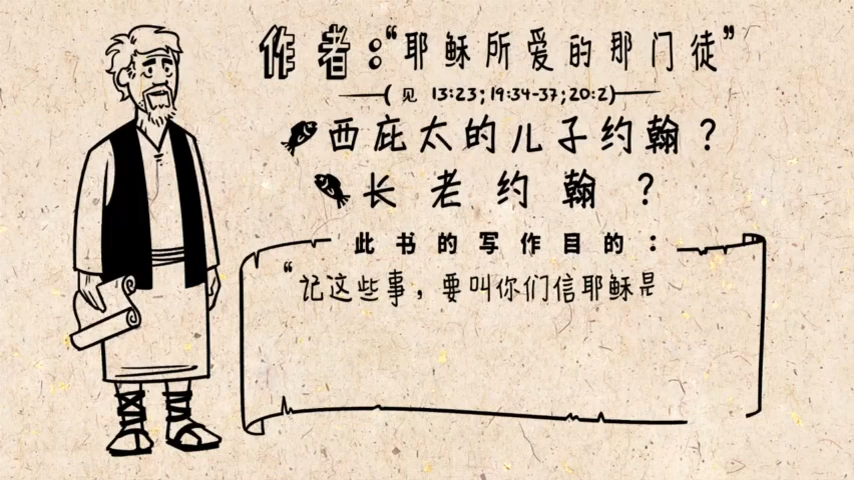 作者：“耶稣所爱的那门徒”
(见 13:23;19:34-37;20:2)
西庇太的儿子约翰？
长老约翰？
此书的写作目的：
“记这些事，要叫你们信耶稣是